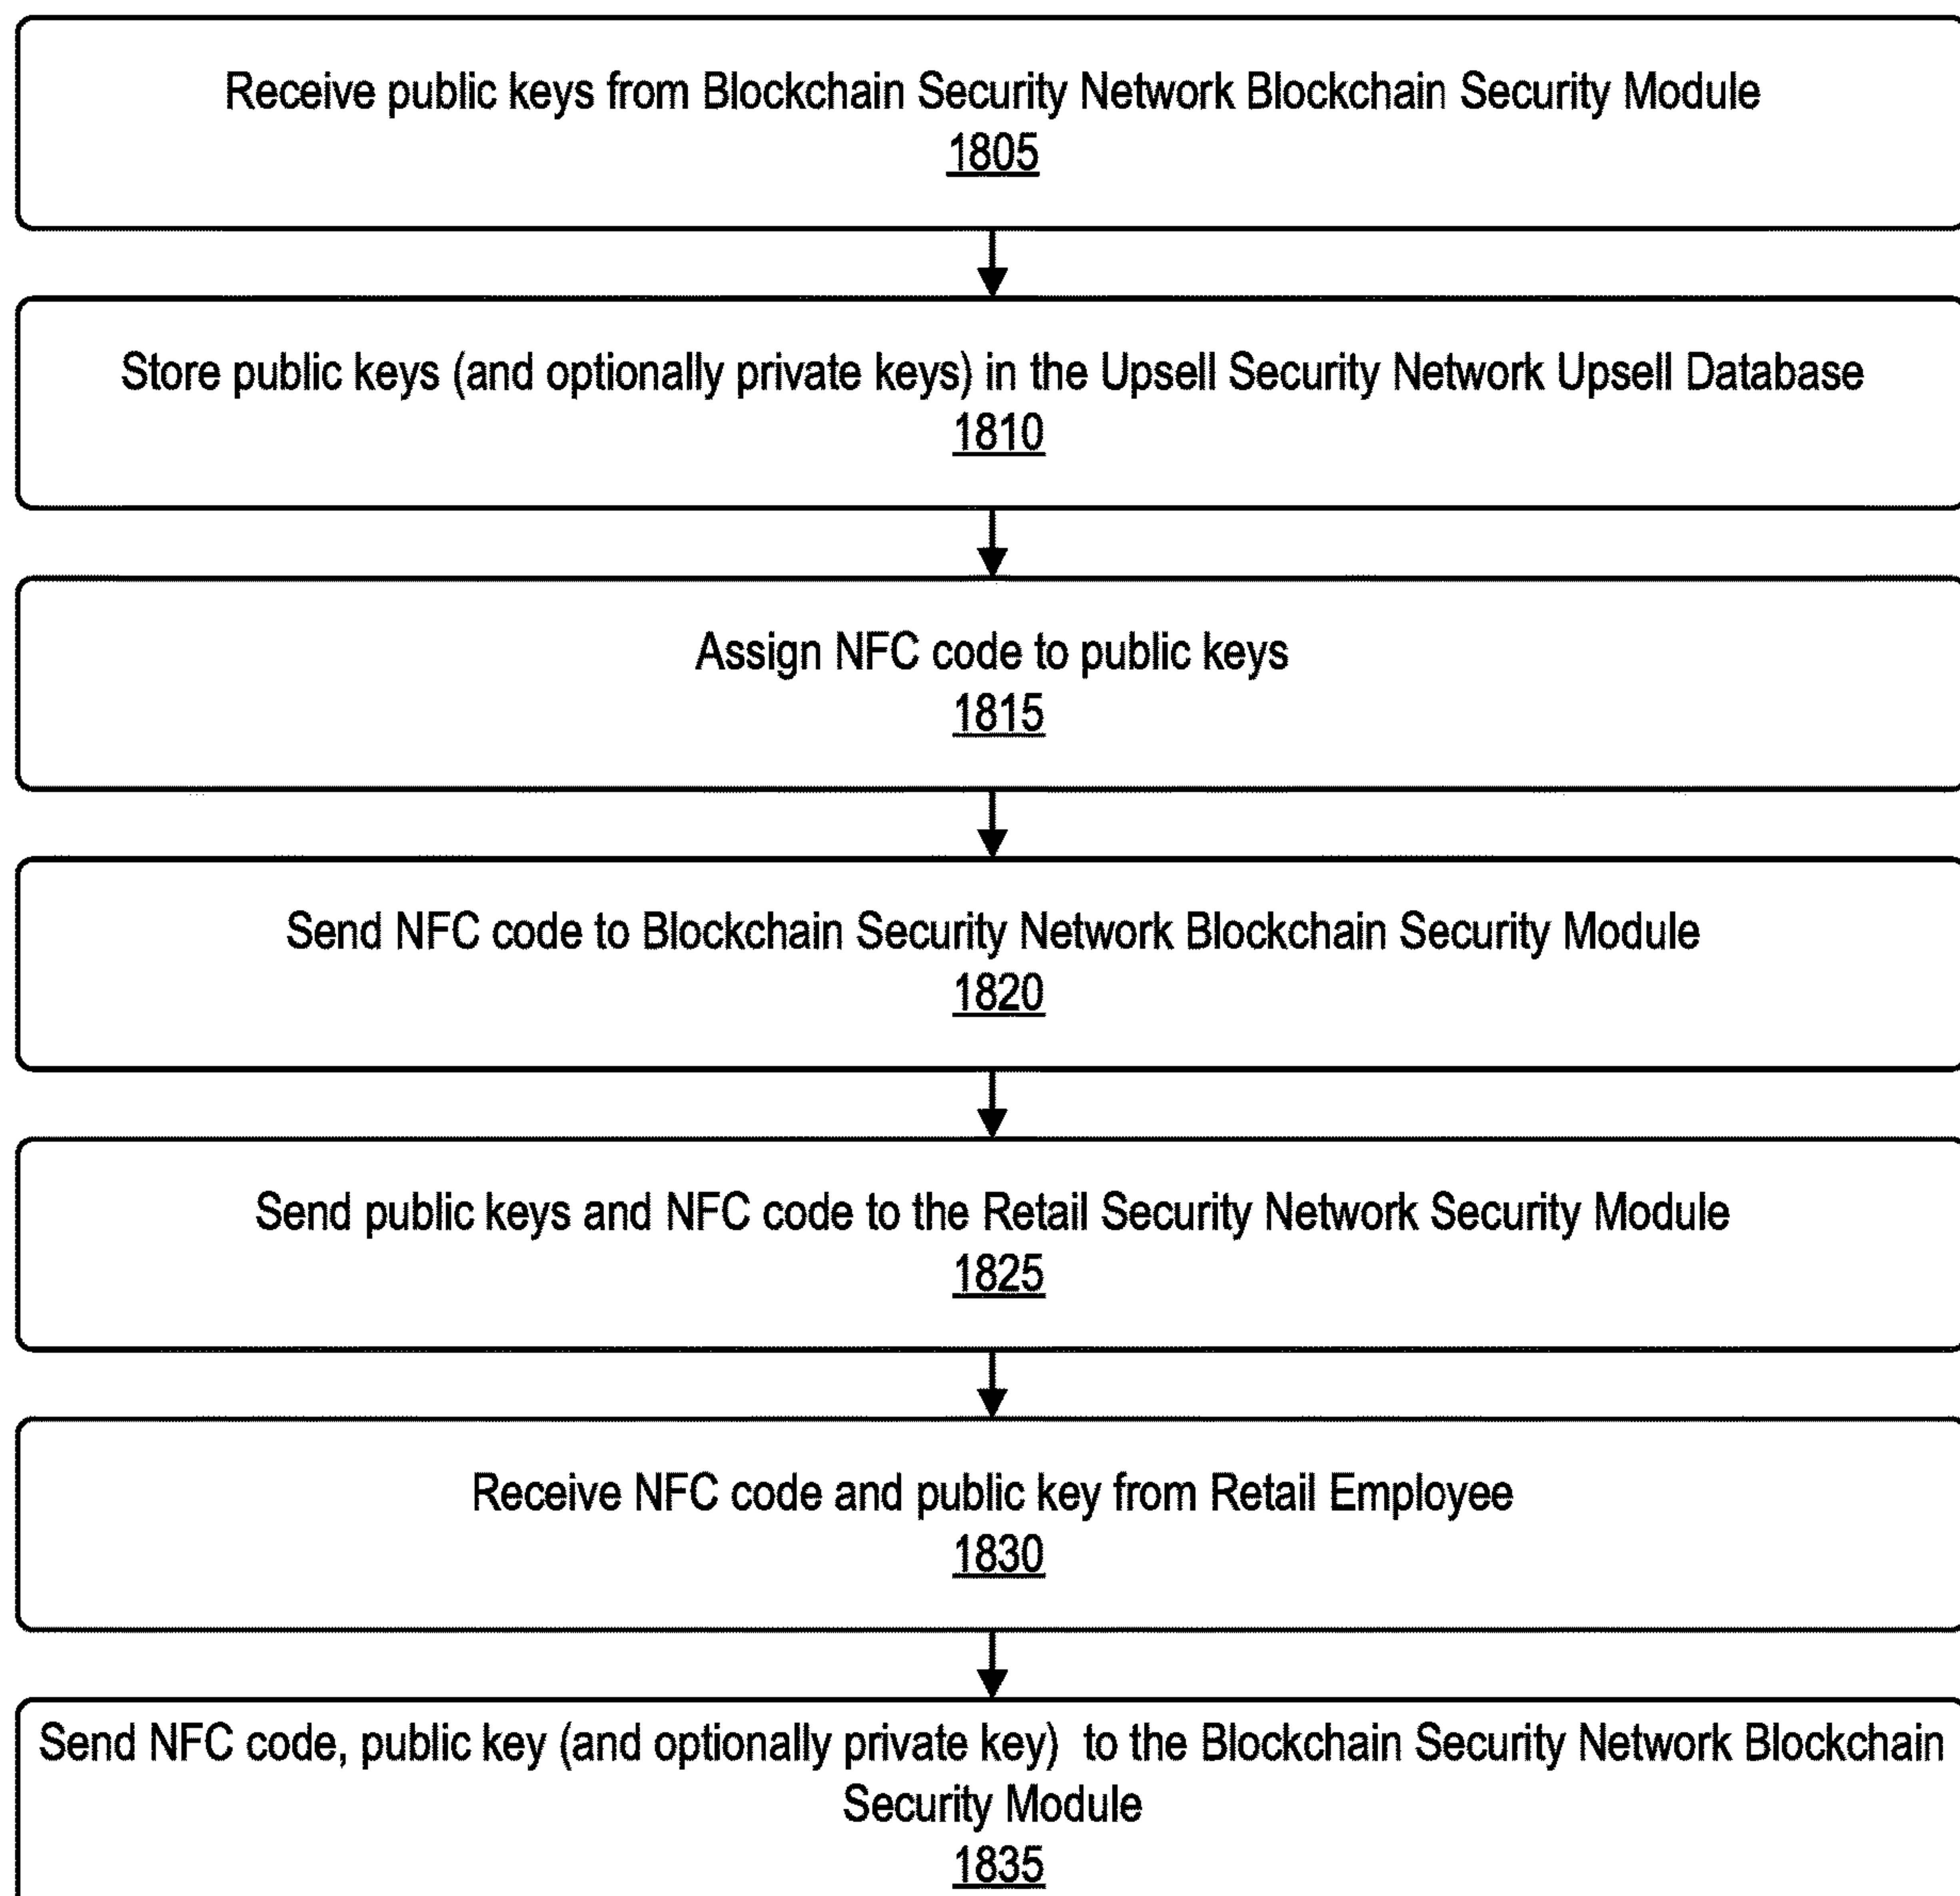 Receive public keys from Blockchain Security Network Blockchain Security Module
1805
Store public keys (and optionally private keys) in the Upsell Security Network Upsell Database
1810
Assign NFC code to public keys
1815
Send NFC code to Blockchain Security Network Blockchain Security Module
1820
Send public keys and NFC code to the Retail Security Network Security Module
1825
Receive NFC code and public key from Retail Employee
1830
Send NFC code, public key (and optionally private key) to the Blockchain Security Network Blockchain
Security Module
1835